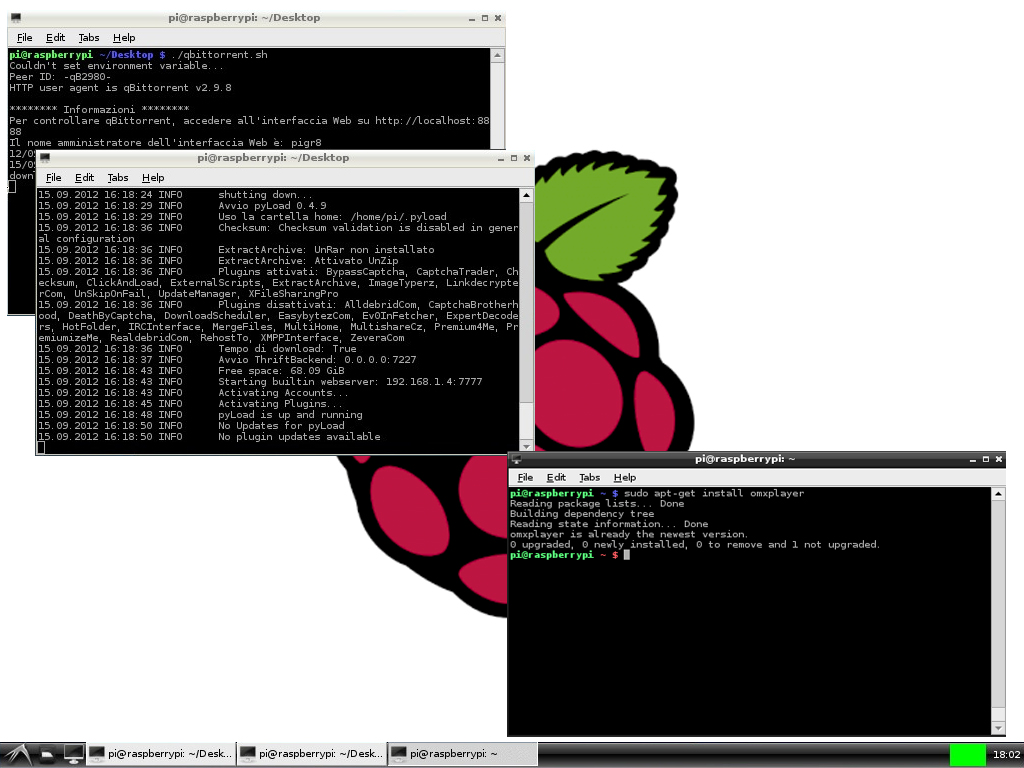 pi@raspberrypi: ~/Desktop
File Edit Tabs Help
pi@raspberrypi ~/Desktop $ ./qbittorrent.sh
Couldn't set environment variable...
Peer ID: -qB2980-
HTTP user agent is qBittorrent v2.9.8
******** Informazioni ********
Per controllare qBittorrent, accedere all'interfaccia Web su http://localhost:88
88
Il nome amministratore dell'interfaccia Web è: pigr8
12/0
15/0
down
pi@raspberrypi: ~/Desktop
File Edit Tabs Help
15.09.2012 16:18:24 INFO shutting down...
15.09.2012 16:18:29 INFO Avvio pyLoad 0.4.9
15.09.2012 16:18:29 INFO Uso la cartella home: /home/pi/.pyload
15.09.2012 16:18:36 INFO Checksum: Checksum validation is disabled in gener
al configuration
15.09.2012 16:18:36 INFO ExtractArchive: UnRar non installato
15.09.2012 16:18:36 INFO ExtractArchive: Attivato UnZip
15.09.2012 16:18:36 INFO Plugins attivati: BypassCaptcha, CaptchaTrader, Ch
ecksum, ClickAndLoad, ExternalScripts, ExtractArchive, ImageTyperz, Linkdecrypte
rCom, UnSkipOnFail, UpdateManager, XFileSharingPro
15.09.2012 16:18:36 INFO Plugins disattivati: AlldebridCom, CaptchaBrotherh
ood, DeathByCaptcha, DownloadScheduler, EasybytezCom, Ev0InFetcher, ExpertDecode
rs, HotFolder, IRCInterface, MergeFiles, MultiHome, MultishareCz, Premium4Me, Pr
emiumizeMe, RealdebridCom, RehostTo, XMPPInterface, ZeveraCom
15.09.2012 16:18:36 INFO Tempo di download: True
15.09.2012 16:18:37 INFO Avvio ThriftBackend: 0.0.0.0:7227
15.09.2012 16:18:43 INFO Free space: 68.09 GiB
15.09.2012 16:18:43 INFO Starting builtin webserver: 192.168.1.4:7777
15.09.2012 16:18:43 INFO Activating Accounts...
15.09.2012 16:18:45 INFO Activating Plugins...
15.09.2012 16:18:48 INFO pyLoad is up and running
15.09.2012 16:18:50 INFO No Updates for pyLoad
15.09.2012 16:18:50 INFO No plugin updates available
pi@raspberrypi: ~
File Edit Tabs Help
pi@raspberrypi ~ $ sudo apt-get install omxplayer
Reading package lists... Done
Building dependency tree
Reading state information... Done
omxplayer is already the newest version.
0 upgraded, 0 newly installed, 0 to remove and 1 not upgraded.
pi@raspberrypi ~ $
pi@raspberrypi: ~/Desk...
pi@raspberrypi: ~/Desk...
pi@raspberrypi: ~
18:02